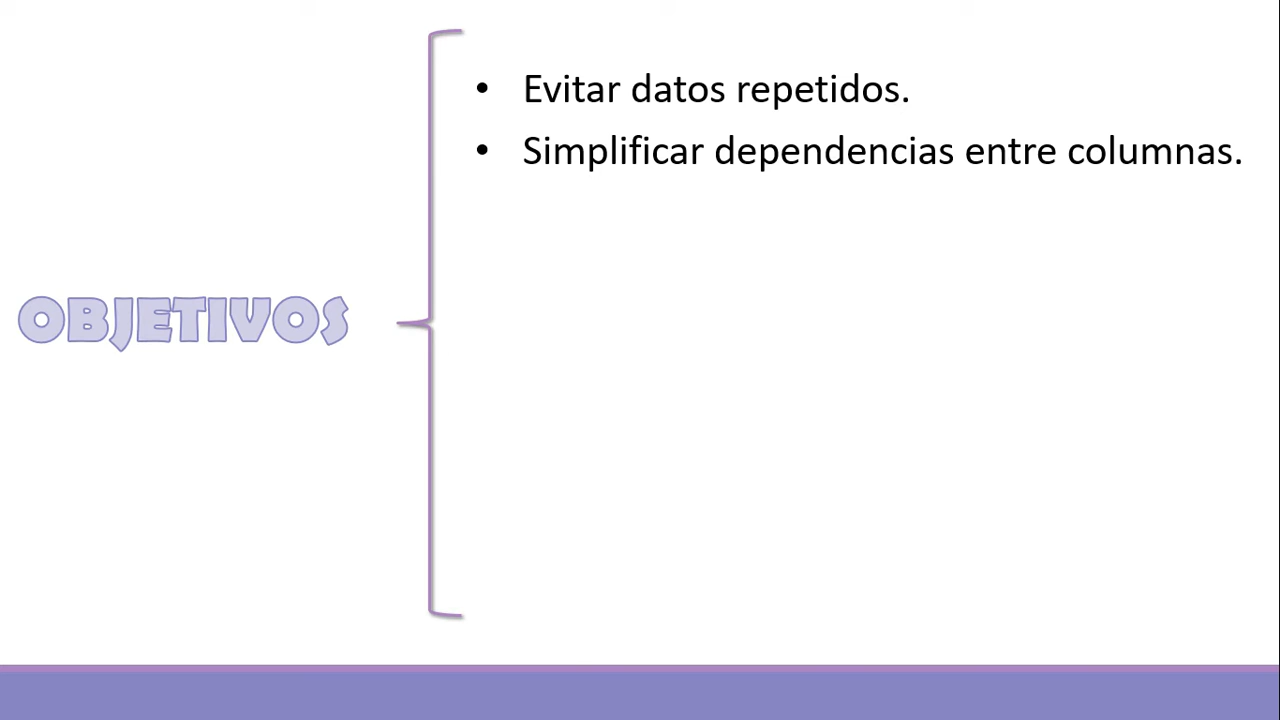 OBJETIVOS
• Evitar datos repetidos.
• Simplificar dependencias entre columnas.